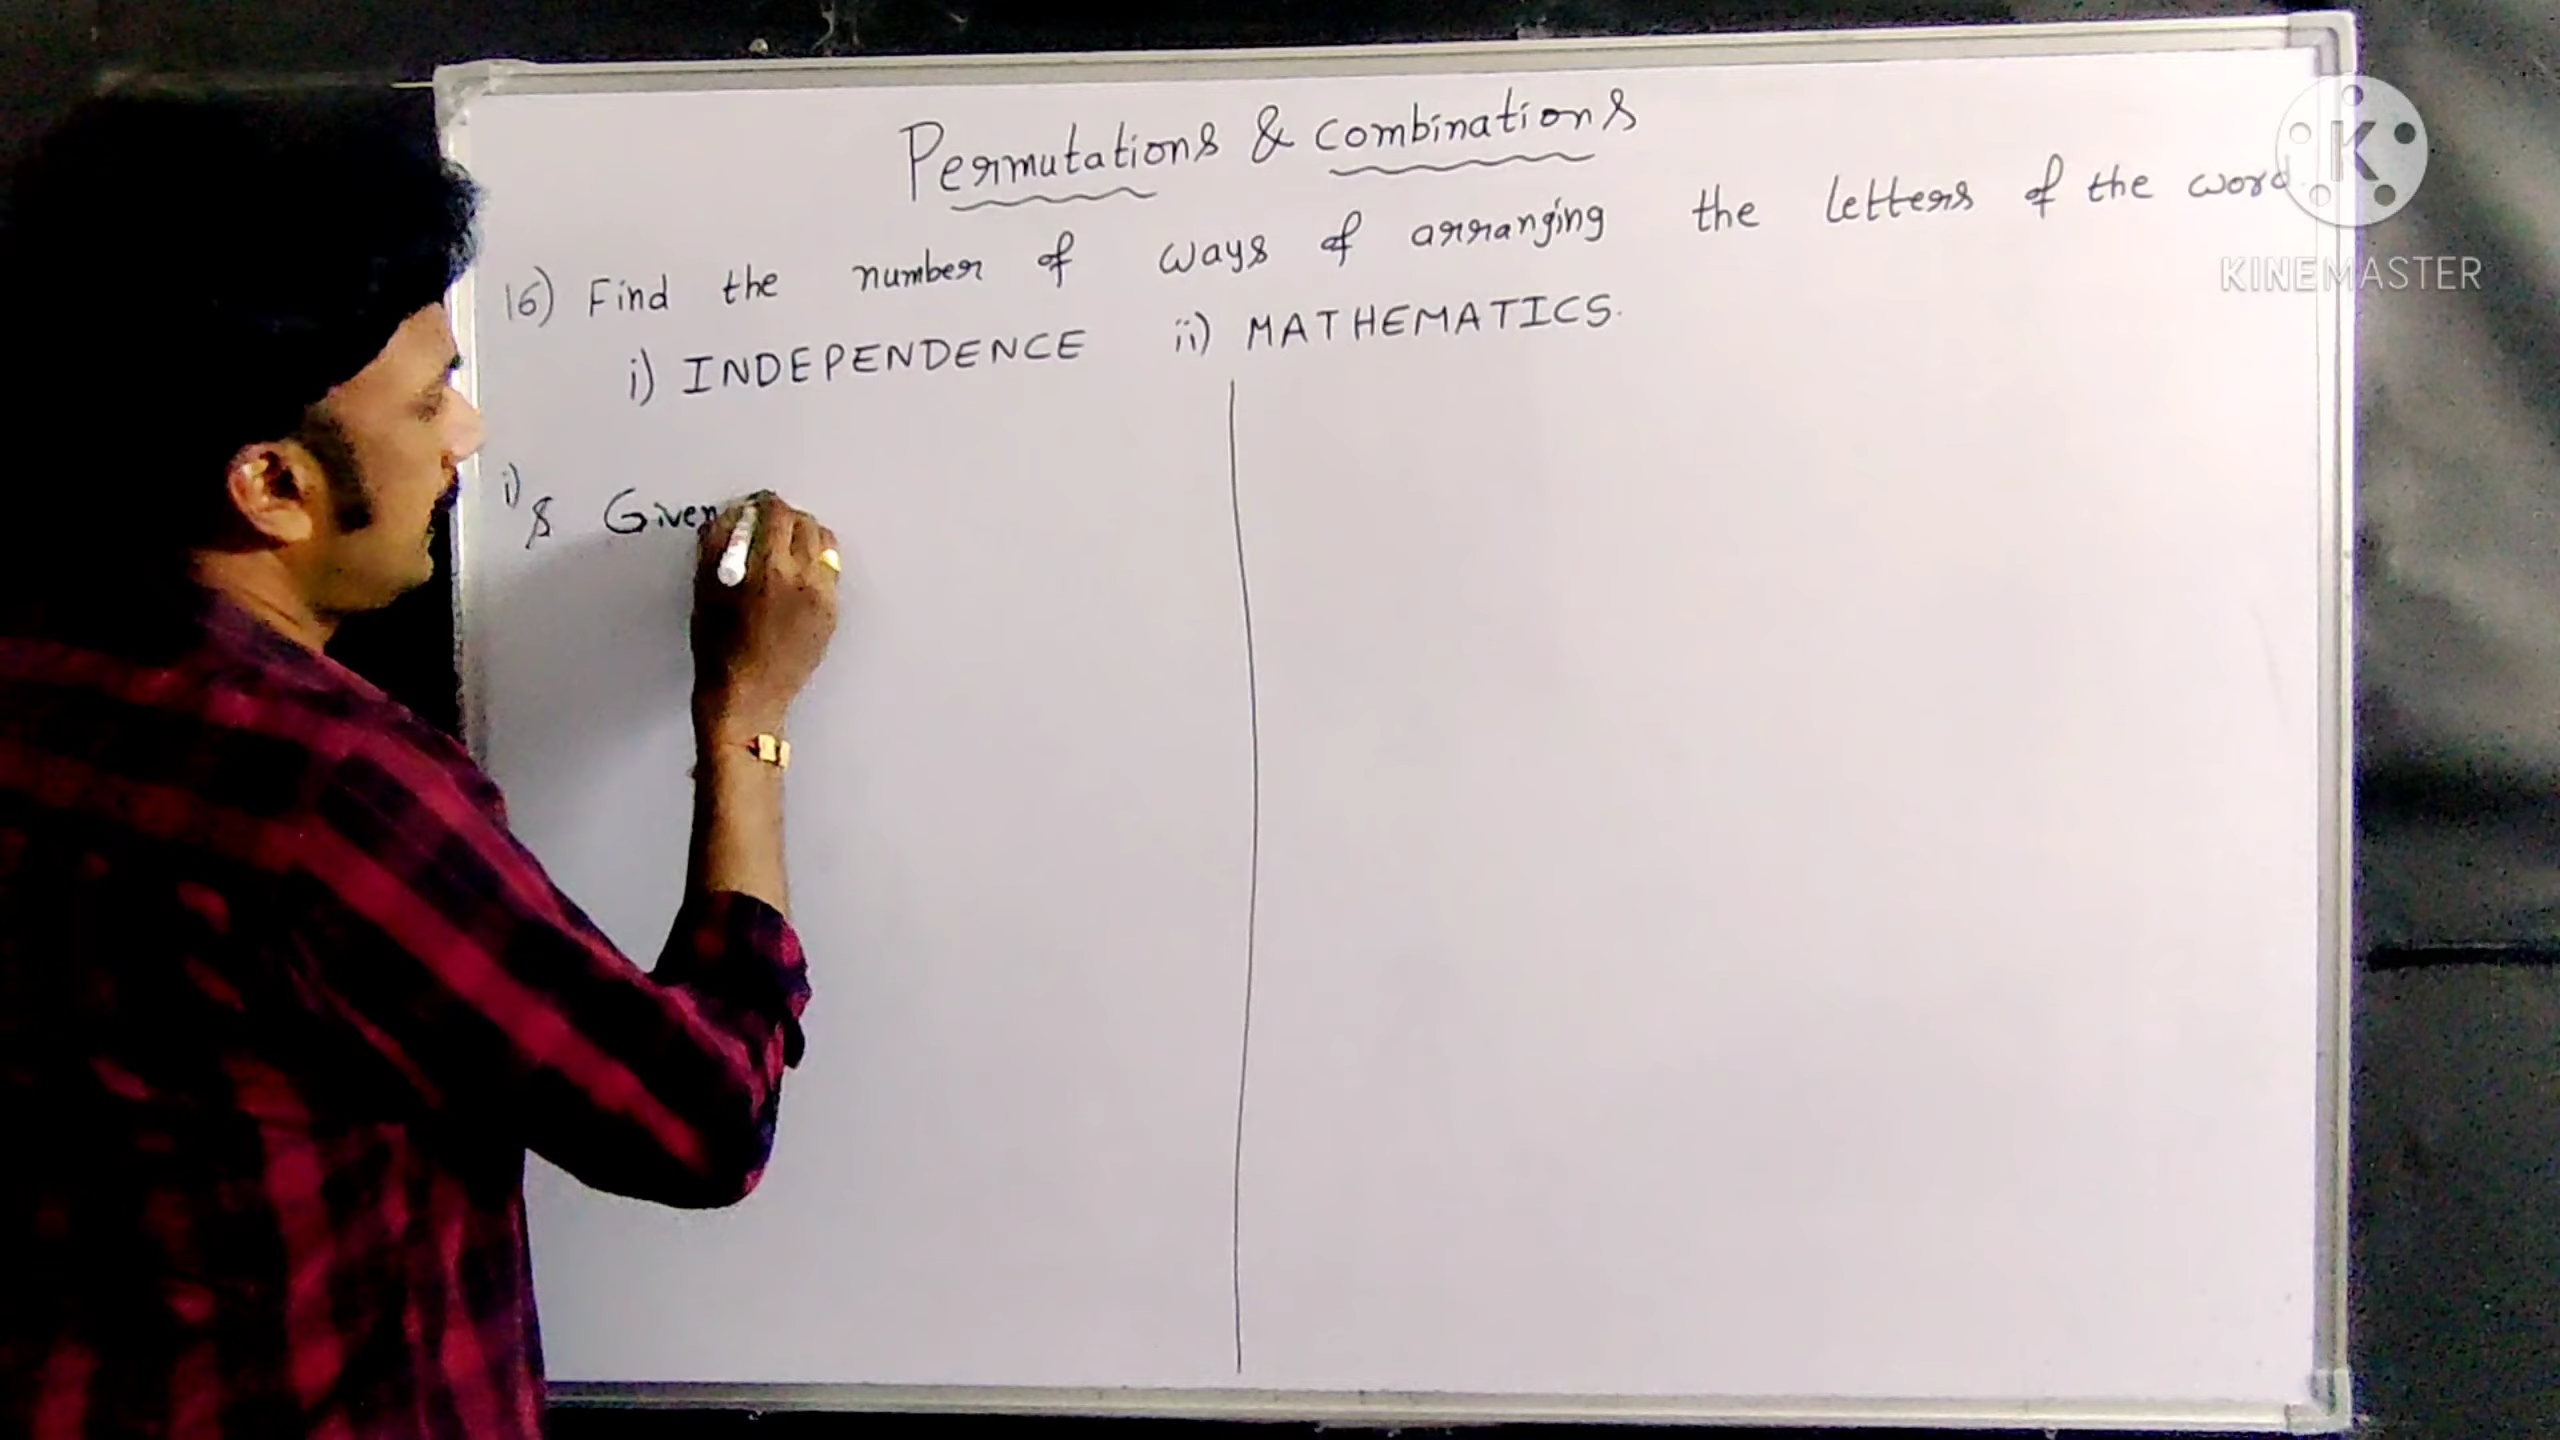 Permutations & Combinations
16) Find the number of ways of arranging the letters of the word
i) INDEPENDENCE ii) MATHEMATICS.
i) S Given
K
KINEMASTER